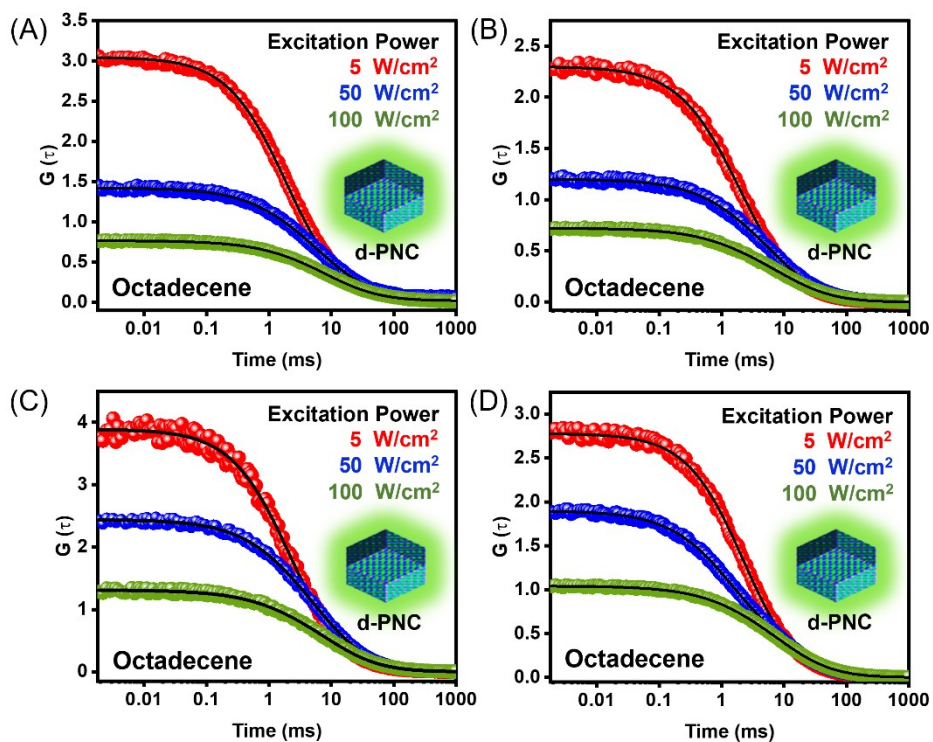 (A)
3.5
3.0
2.5
2.0
1.5
1.0
0.5
0.0
G (τ)
Excitation Power
5 W/cm²
50 W/cm²
100 W/cm²
d-PNC
Octadecene
0.01 0.1 1 10 100 1000
Time (ms)
(B)
2.5
2.0
1.5
1.0
0.5
0.0
G (τ)
Excitation Power
5 W/cm²
50 W/cm²
100 W/cm²
d-PNC
Octadecene
0.01 0.1 1 10 100 1000
Time (ms)
(C)
4
3
2
1
0
G (τ)
Excitation Power
5 W/cm²
50 W/cm²
100 W/cm²
d-PNC
Octadecene
0.01 0.1 1 10 100 1000
Time (ms)
(D)
3.0
2.5
2.0
1.5
1.0
0.5
0.0
G (τ)
Excitation Power
5 W/cm²
50 W/cm²
100 W/cm²
d-PNC
Octadecene
0.01 0.1 1 10 100 1000
Time (ms)